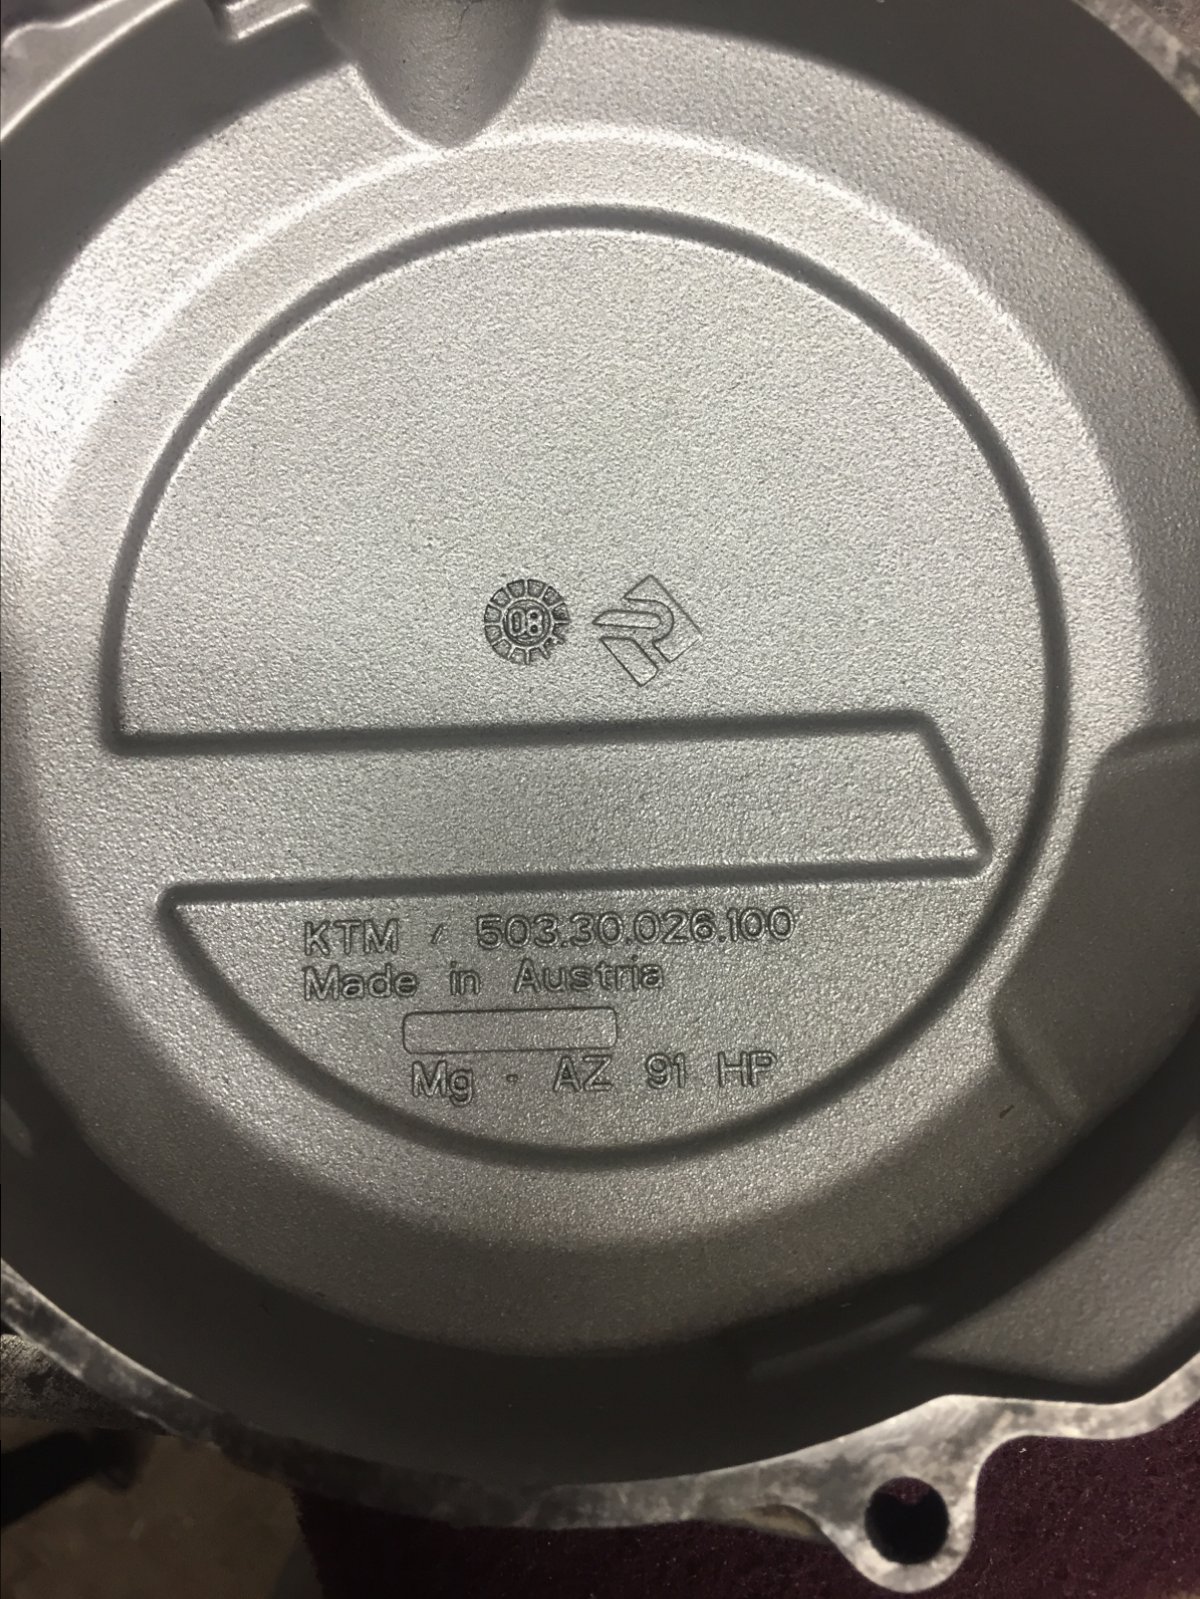 08
KTM / 503.30.026.100
Made in Austria
Mg - AZ 91 HP